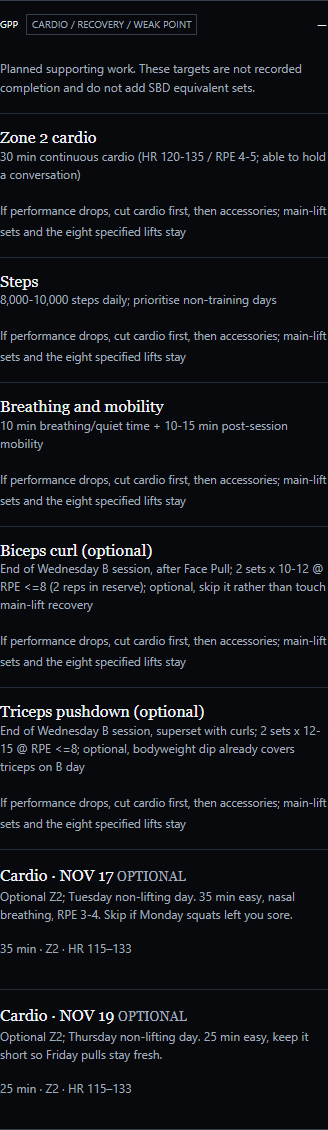 GPP CARDIO / RECOVERY / WEAK POINT –
Planned supporting work. These targets are not recorded
completion and do not add SBD equivalent sets.
Zone 2 cardio
30 min continuous cardio (HR 120-135 / RPE 4-5; able to hold
a conversation)
If performance drops, cut cardio first, then accessories; main-lift
sets and the eight specified lifts stay
Steps
8,000-10,000 steps daily; prioritise non-training days
If performance drops, cut cardio first, then accessories; main-lift
sets and the eight specified lifts stay
Breathing and mobility
10 min breathing/quiet time + 10-15 min post-session
mobility
If performance drops, cut cardio first, then accessories; main-lift
sets and the eight specified lifts stay
Biceps curl (optional)
End of Wednesday B session, after Face Pull; 2 sets x 10-12 @
RPE <=8 (2 reps in reserve); optional, skip it rather than touch
main-lift recovery
If performance drops, cut cardio first, then accessories; main-lift
sets and the eight specified lifts stay
Triceps pushdown (optional)
End of Wednesday B session, superset with curls; 2 sets x 12-
15 @ RPE <=8; optional, bodyweight dip already covers
triceps on B day
If performance drops, cut cardio first, then accessories; main-lift
sets and the eight specified lifts stay
Cardio · NOV 17 OPTIONAL
Optional Z2; Tuesday non-lifting day. 35 min easy, nasal
breathing, RPE 3-4. Skip if Monday squats left you sore.
35 min · Z2 · HR 115–133
Cardio · NOV 19 OPTIONAL
Optional Z2; Thursday non-lifting day. 25 min easy, keep it
short so Friday pulls stay fresh.
25 min · Z2 · HR 115–133